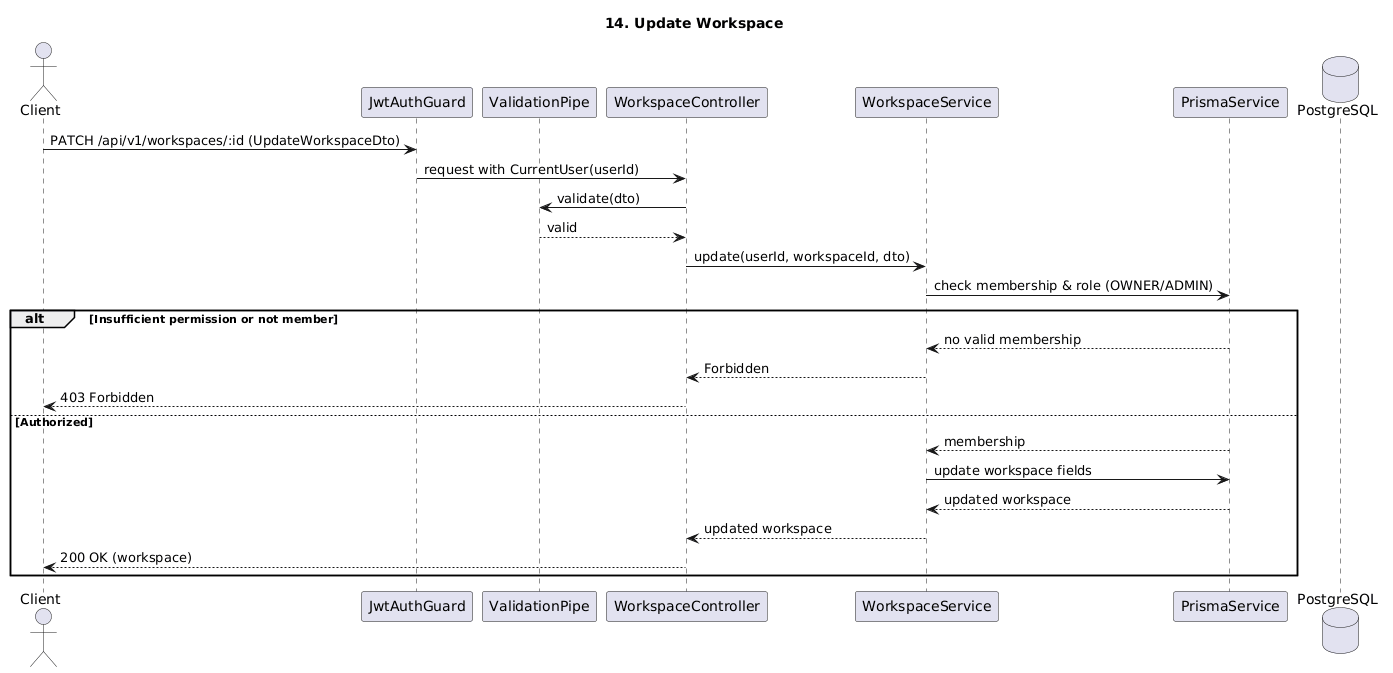 14. Update Workspace
Client
JwtAuthGuard
ValidationPipe
WorkspaceController
WorkspaceService
PrismaService
PostgreSQL
PATCH /api/v1/workspaces/:id (UpdateWorkspaceDto)
request with CurrentUser(userId)
validate(dto)
valid
update(userId, workspaceId, dto)
check membership & role (OWNER/ADMIN)
alt
[Insufficient permission or not member]
no valid membership
Forbidden
403 Forbidden
[Authorized]
membership
update workspace fields
updated workspace
updated workspace
200 OK (workspace)
Client
JwtAuthGuard
ValidationPipe
WorkspaceController
WorkspaceService
PrismaService
PostgreSQL